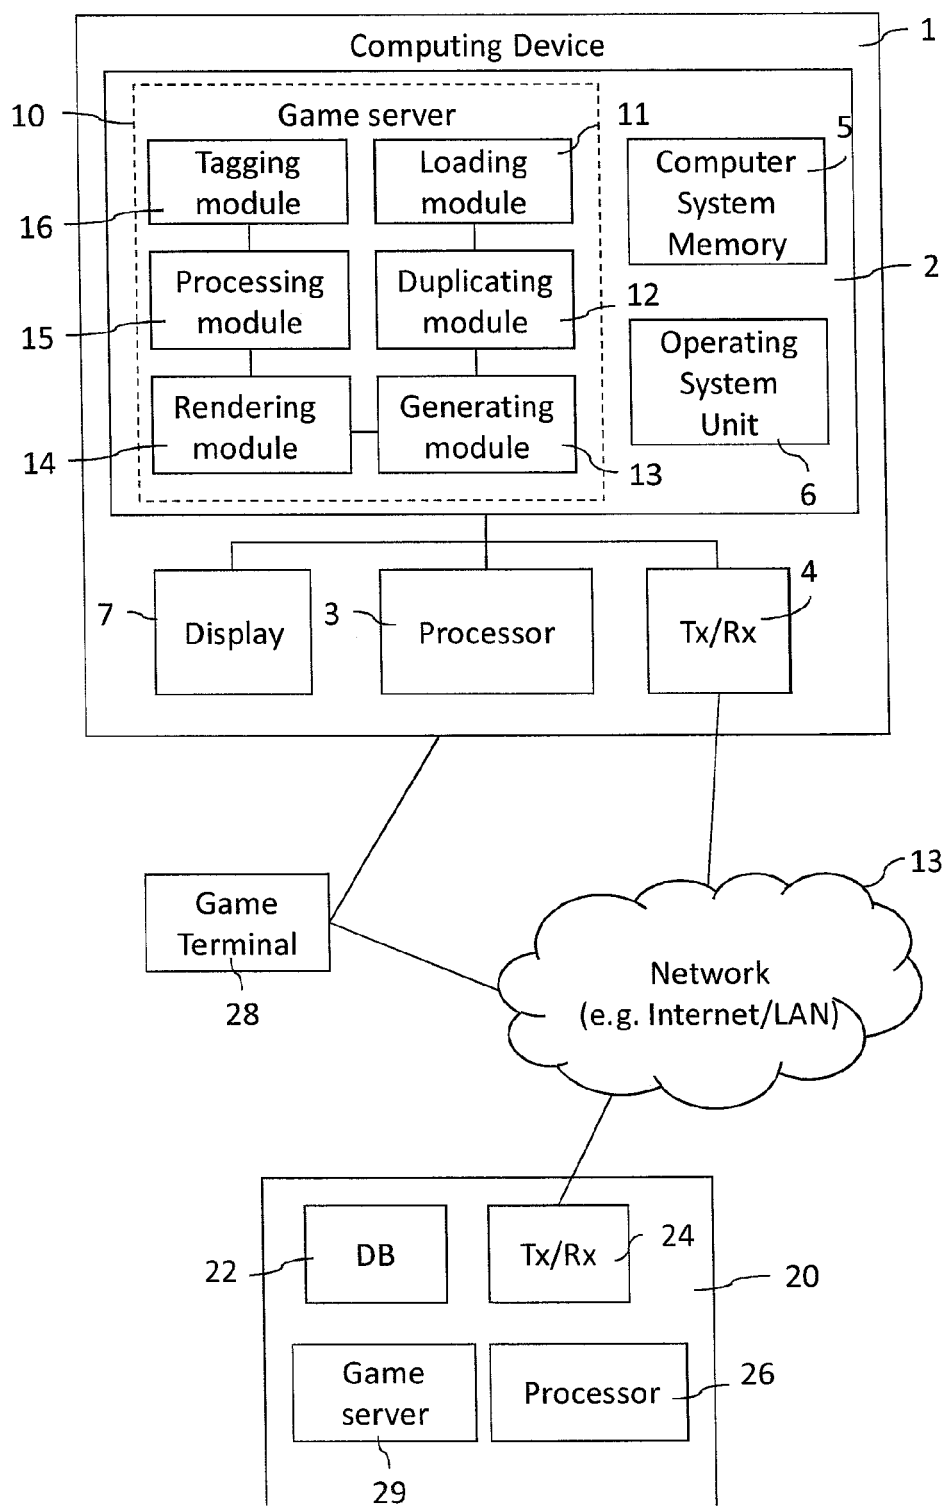 1
Computing Device
10
Game server
11
5
Tagging
module
16
Loading
module
Computer
System
Memory
2
Processing
module
15
Duplicating
module
12
Operating
System
Unit
6
Rendering
module
14
Generating
module
13
7
Display
3
Processor
4
Tx/Rx
13
Game
Terminal
28
Network
(e.g. Internet/LAN)
22
DB
Tx/Rx
24
20
Game
server
29
Processor
26